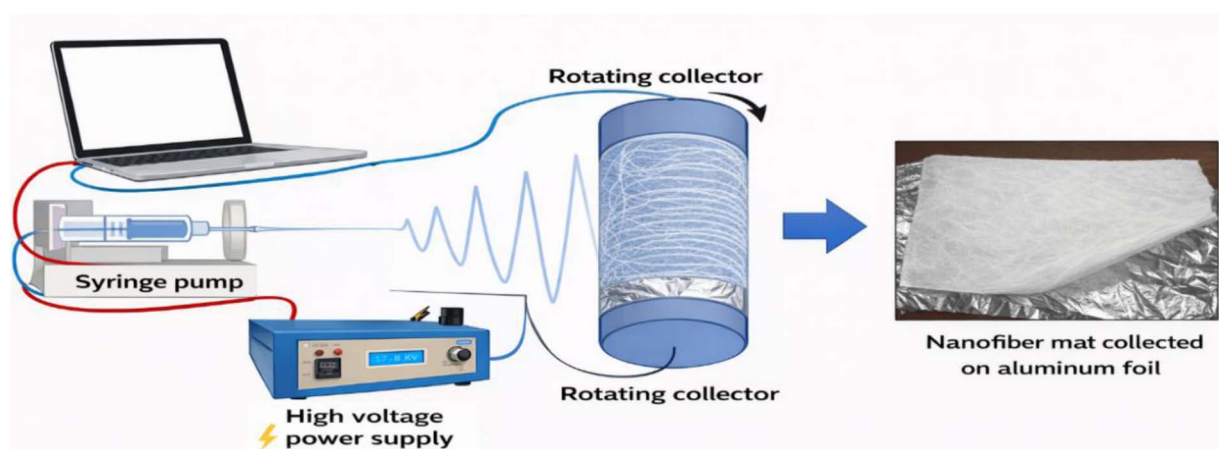 Rotating collector
Syringe pump
17.8 KV
High voltage
power supply
Rotating collector
Nanofiber mat collected
on aluminum foil